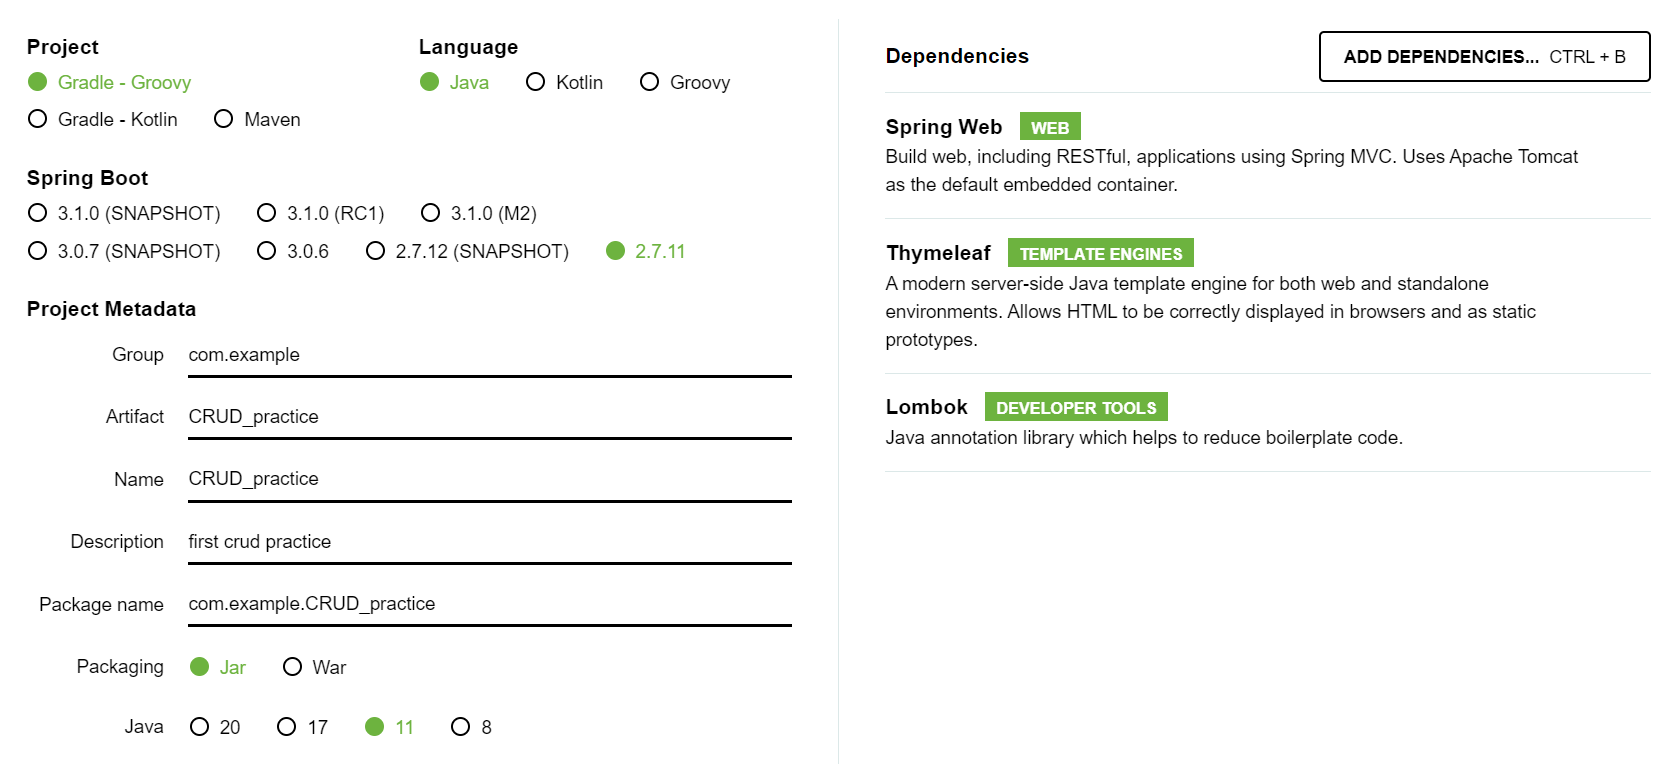 Project
Gradle - Groovy
Gradle - Kotlin Maven
Language
Java Kotlin Groovy
Spring Boot
3.1.0 (SNAPSHOT) 3.1.0 (RC1) 3.1.0 (M2)
3.0.7 (SNAPSHOT) 3.0.6 2.7.12 (SNAPSHOT) 2.7.11
Project Metadata
Group com.example
Artifact CRUD_practice
Name CRUD_practice
Description first crud practice
Package name com.example.CRUD_practice
Packaging Jar War
Java 20 17 11 8
Dependencies ADD DEPENDENCIES... CTRL + B
Spring Web WEB
Build web, including RESTful, applications using Spring MVC. Uses Apache Tomcat
as the default embedded container.
Thymeleaf TEMPLATE ENGINES
A modern server-side Java template engine for both web and standalone
environments. Allows HTML to be correctly displayed in browsers and as static
prototypes.
Lombok DEVELOPER TOOLS
Java annotation library which helps to reduce boilerplate code.